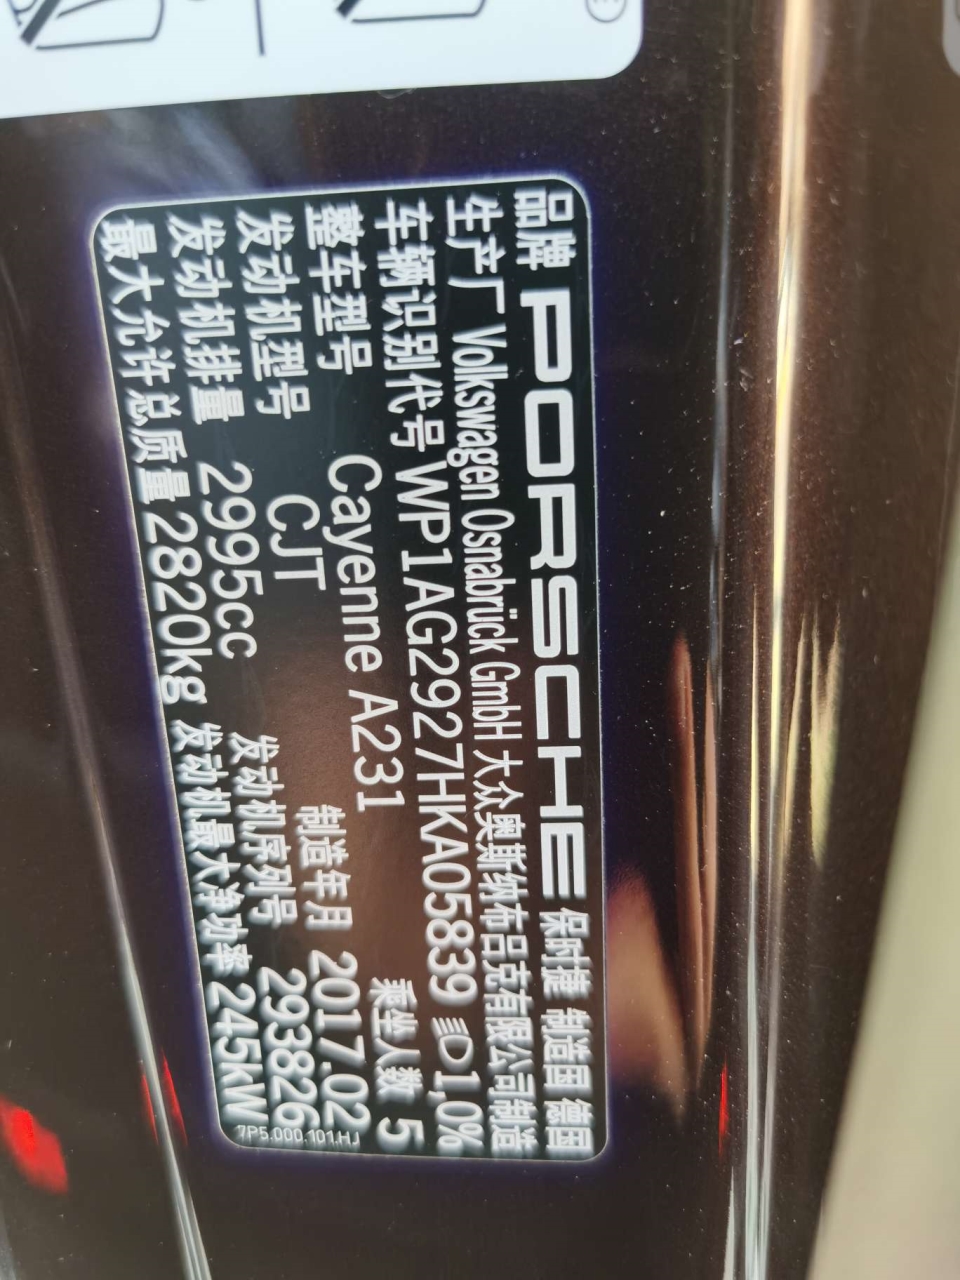 品牌 PORSCHE 保时捷 制造国 德国
生产厂 Volkswagen Osnabrück GmbH 大众奥斯纳布吕克有限公司制造
车辆识别代号 WP1AG2927HKA05839 1,0%
整车型号 Cayenne A231 乘坐人数 5
发动机型号 CJT 制造年月 2017.02
发动机排量 2995cc 发动机序列号 293826
最大允许总质量 2820kg 发动机最大净功率 245kW
7P5.000.101.HJ